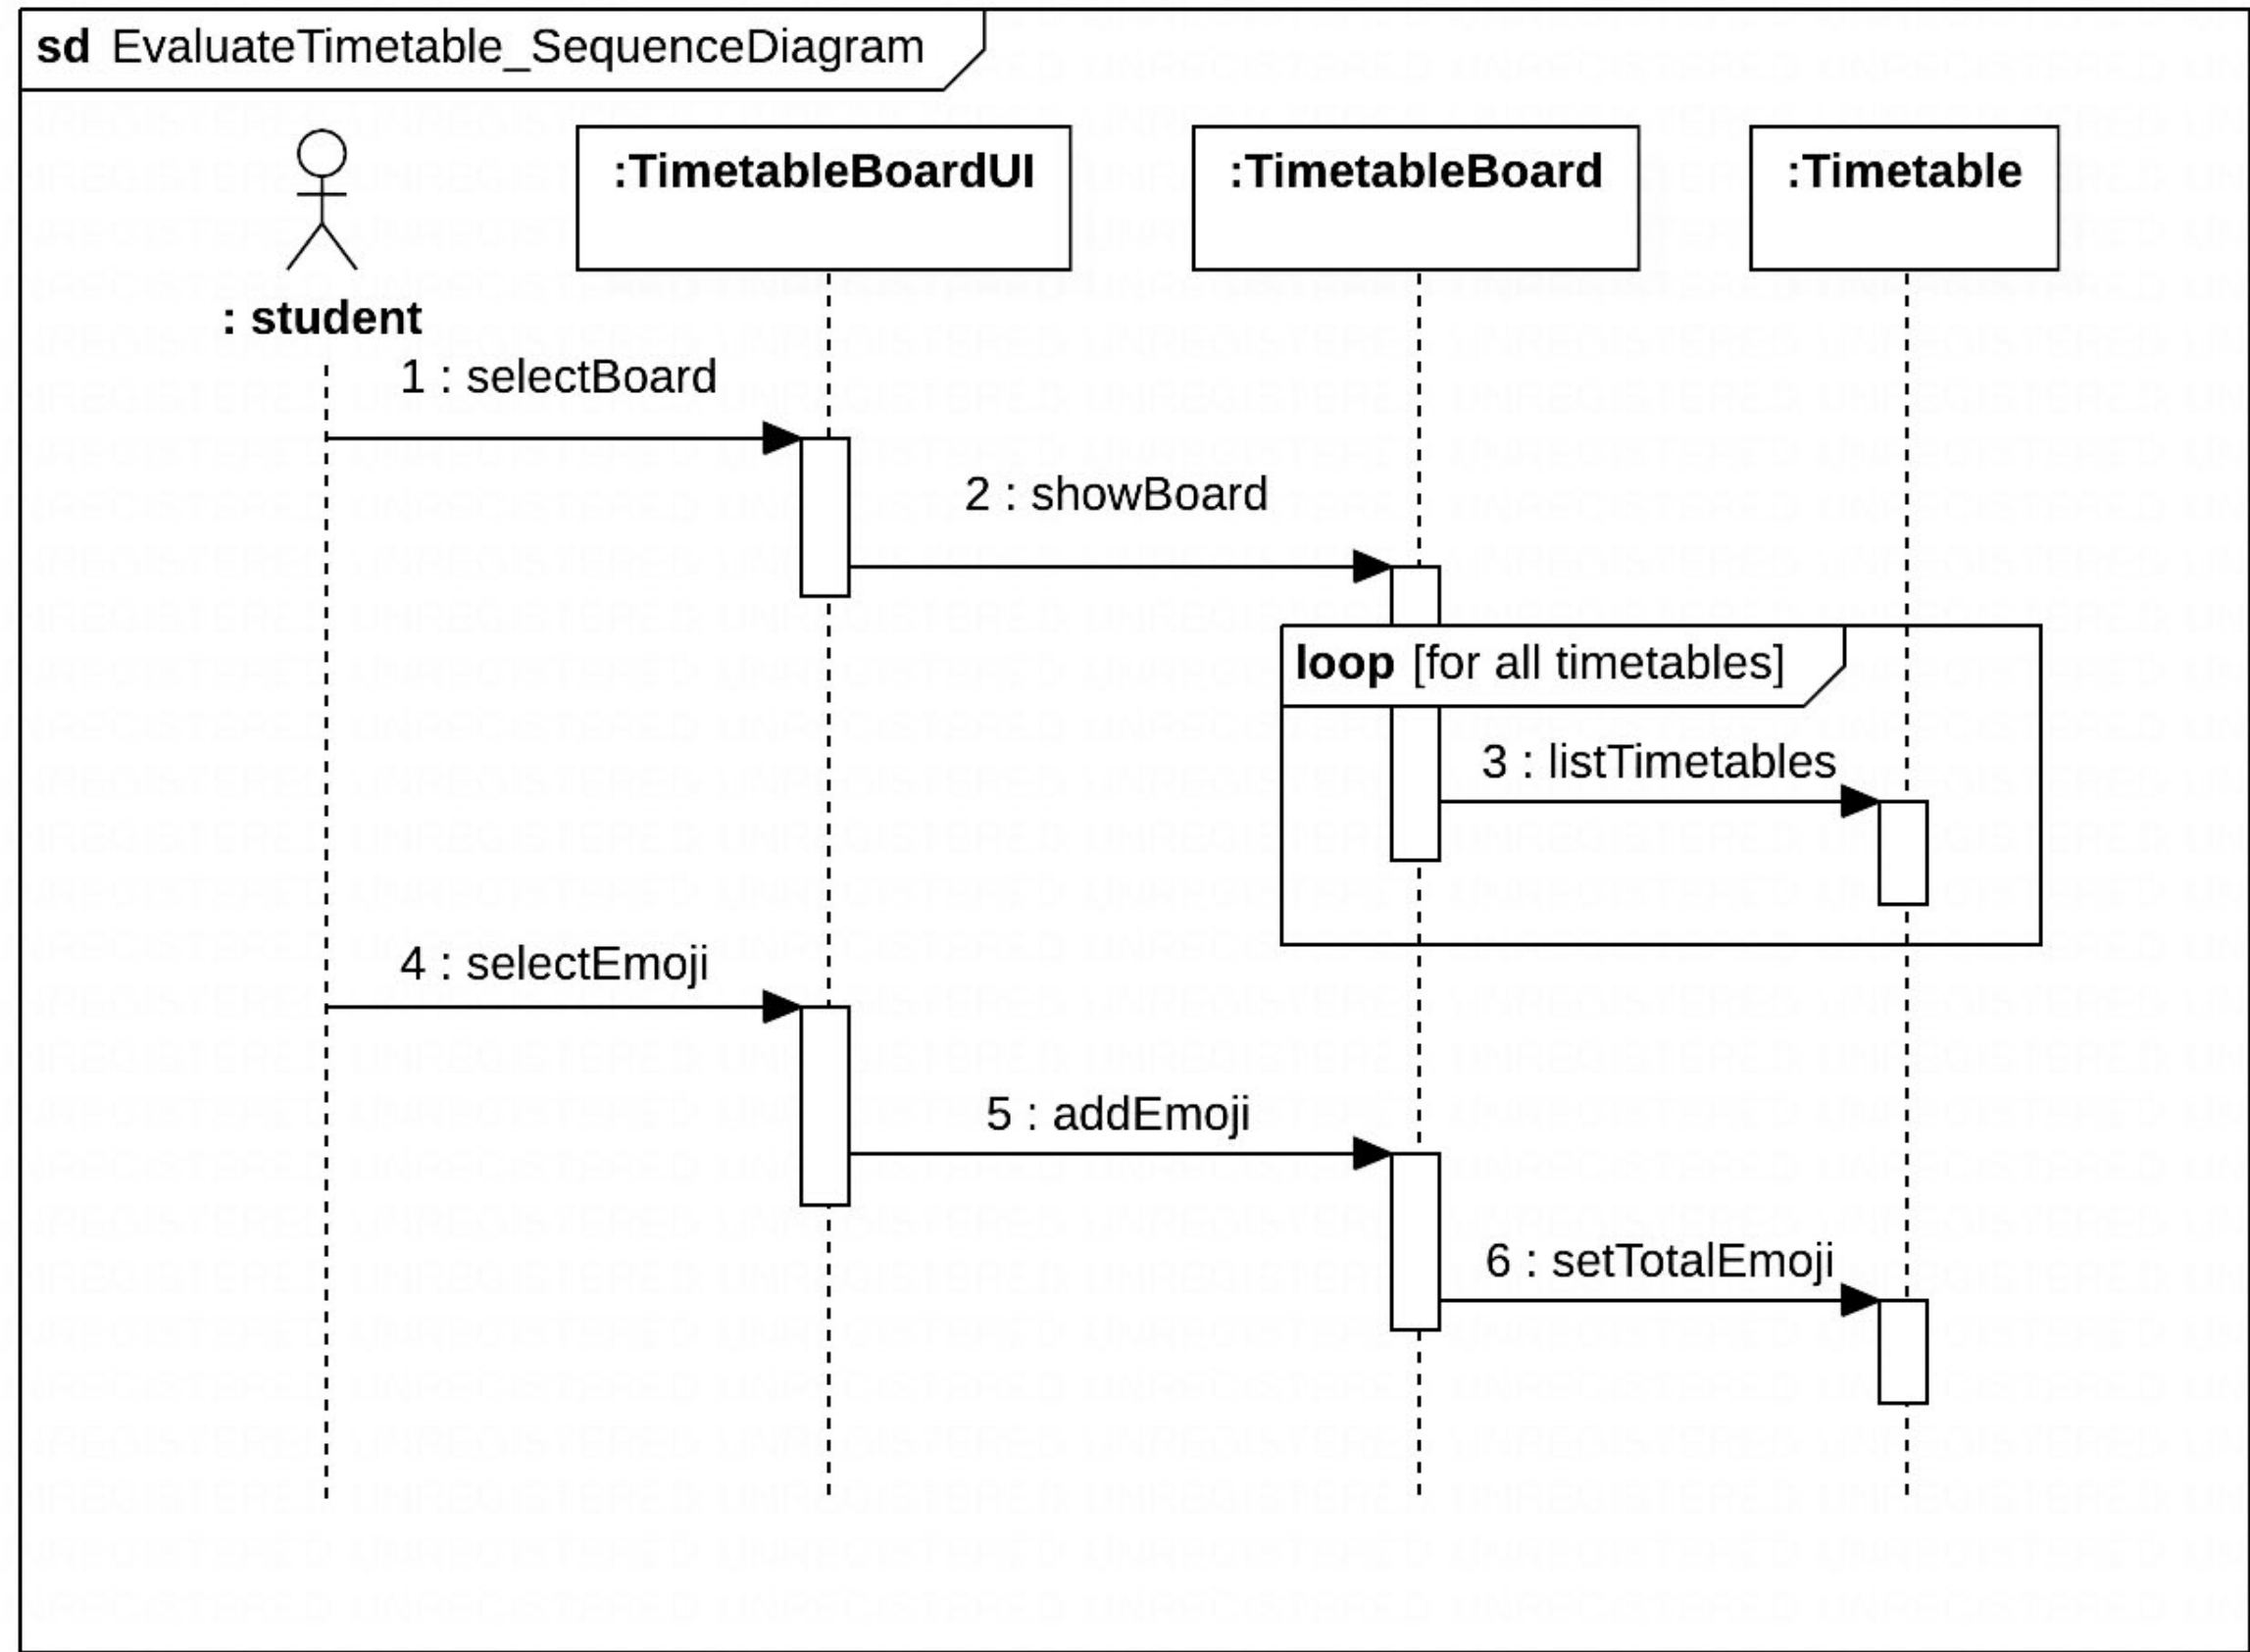 sd EvaluateTimetable_SequenceDiagram
:TimetableBoardUI
:TimetableBoard
:Timetable
: student
1 : selectBoard
2 : showBoard
loop [for all timetables]
3 : listTimetables
4 : selectEmoji
5 : addEmoji
6 : setTotalEmoji